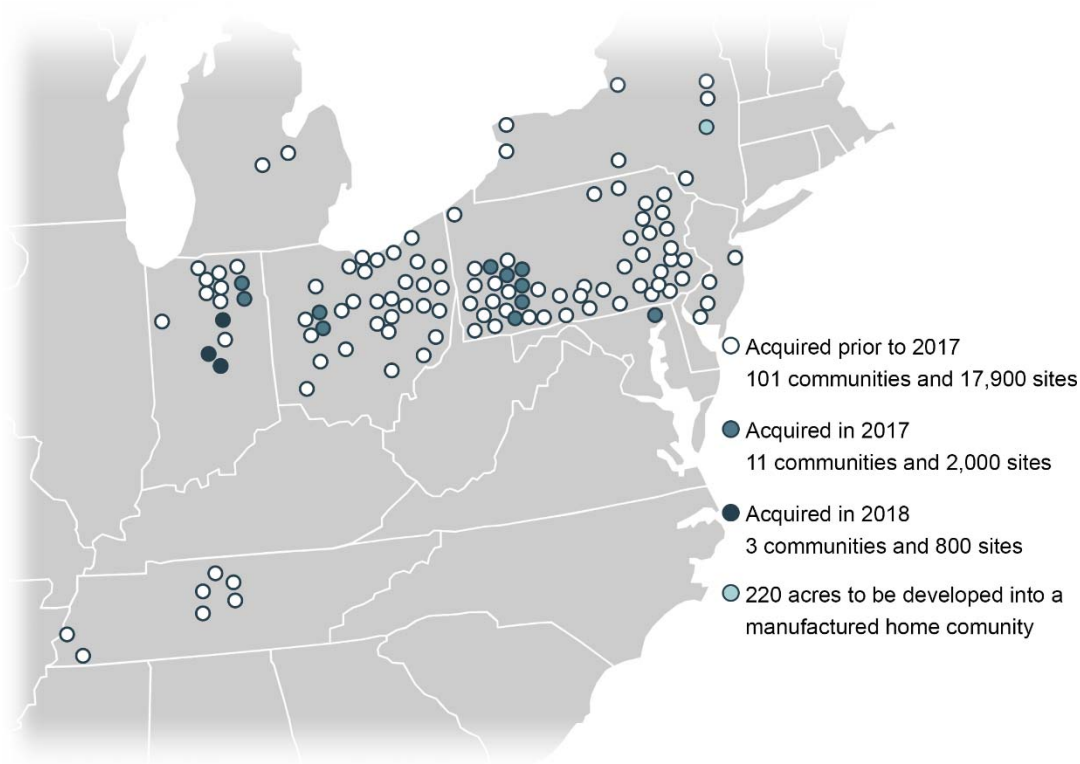 Acquired prior to 2017
101 communities and 17,900 sites
Acquired in 2017
11 communities and 2,000 sites
Acquired in 2018
3 communities and 800 sites
220 acres to be developed into a
manufactured home comunity